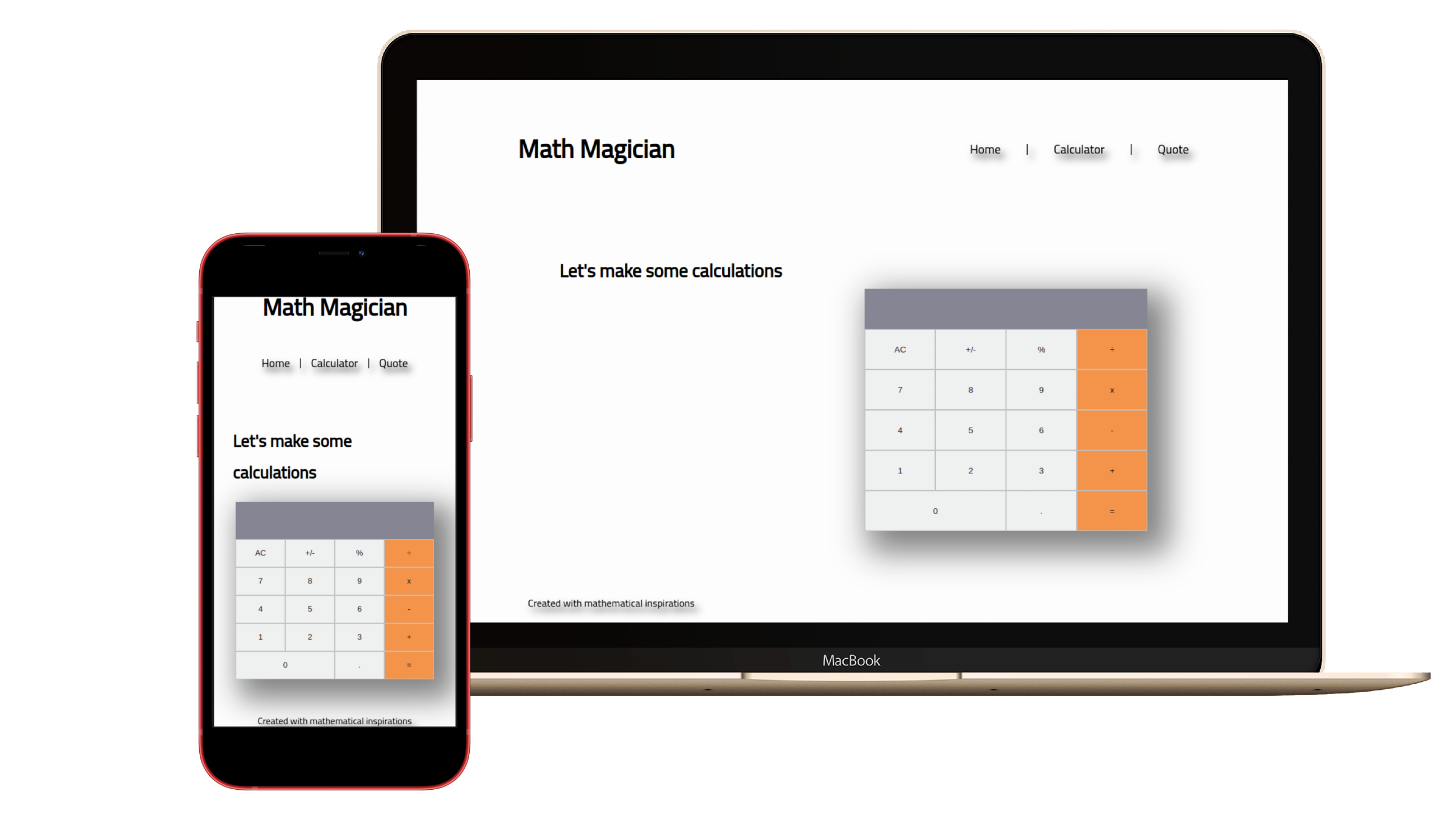 Math Magician
Home | Calculator | Quote
Let's make some calculations
AC +/- % ÷
7 8 9 x
4 5 6 -
1 2 3 +
0 . =
Created with mathematical inspirations
MacBook
Math Magician
Home | Calculator | Quote
Let's make some
calculations
AC +/- % ÷
7 8 9 x
4 5 6 -
1 2 3 +
0 . =
Created with mathematical inspirations